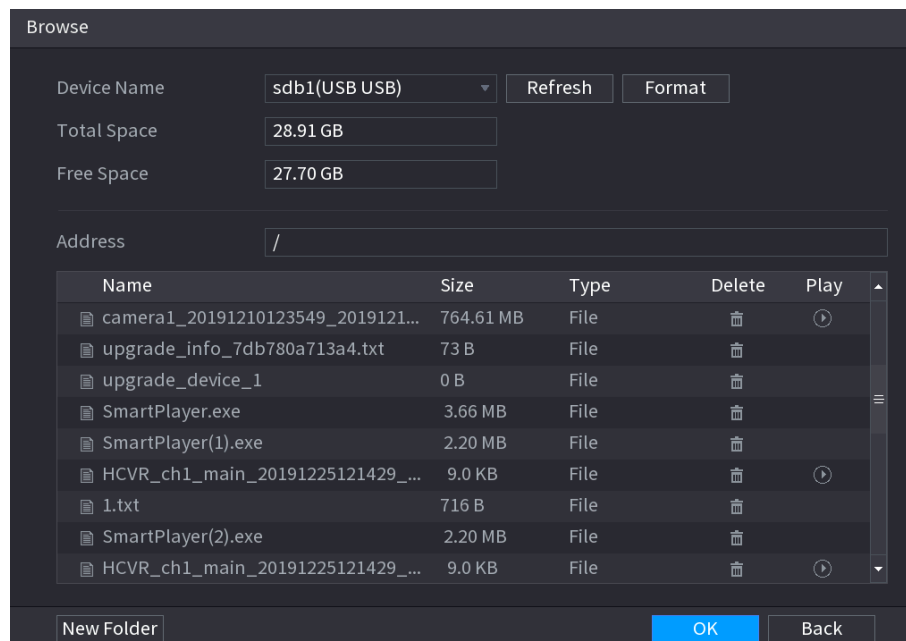 Browse
Device Name sdb1(USB USB) Refresh Format
Total Space 28.91 GB
Free Space 27.70 GB
Address /
Name Size Type Delete Play
camera1_20191210123549_2019121... 764.61 MB File
upgrade_info_7db780a713a4.txt 73 B File
upgrade_device_1 0 B File
SmartPlayer.exe 3.66 MB File
SmartPlayer(1).exe 2.20 MB File
HCVR_ch1_main_20191225121429_... 9.0 KB File
1.txt 716 B File
SmartPlayer(2).exe 2.20 MB File
HCVR_ch1_main_20191225121429_... 9.0 KB File
New Folder OK Back